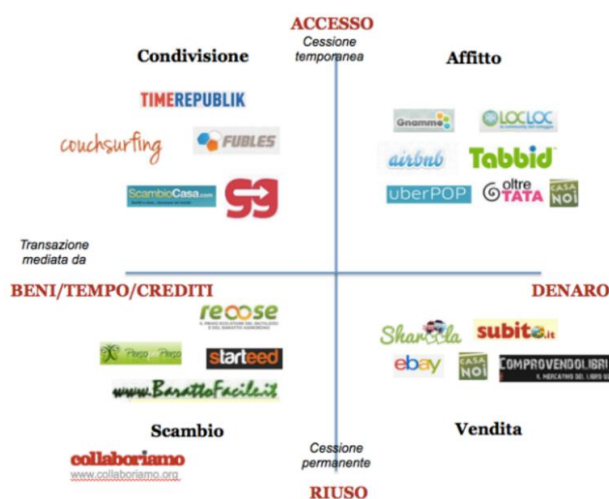 ACCESSO
Cessione
temporanea
Condivisione
Affitto
TIMEREPUBLIK
couchsurfing
FUBLES
ScambioCasa.com
Gnammo
LOCLOC
airbnb
Tabbid
uberPOP
oltre
TATA
CASA
NOI
Transazione
mediata da
BENI/TEMPO/CREDITI
DENARO
reoose
starteed
www.BarattoFacile.it
subito.it
ebay
CASA
NOI
COMPROVENDOLIBRI
Scambio
Cessione
permanente
Vendita
collaboriamo
www.collaboriamo.org
RIUSO